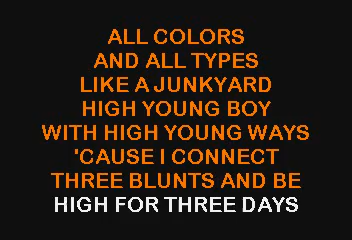 ALL COLORS
AND ALL TYPES
LIKE A JUNKYARD
HIGH YOUNG BOY
WITH HIGH YOUNG WAYS
'CAUSE I CONNECT
THREE BLUNTS AND BE
HIGH FOR THREE DAYS